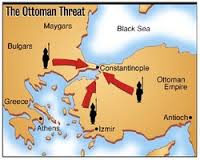 The Ottoman Threat
Maygars
Black Sea
Bulgars
Constantinople
Ottoman
Empire
Greece
Athens
Izmir
Antioch